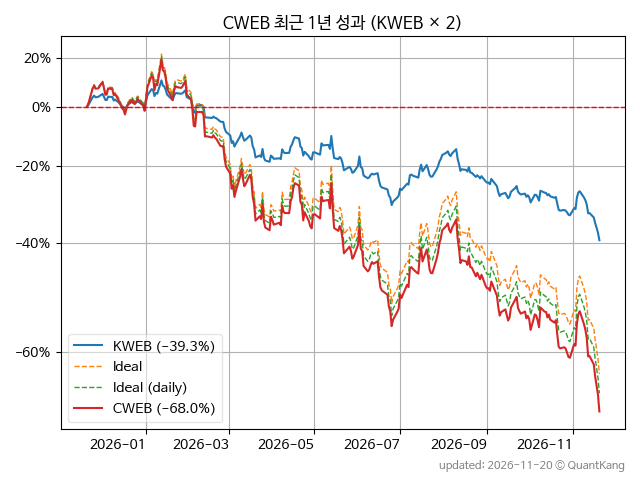 CWEB 최근 1년 성과 (KWEB × 2)
20%
0%
−20%
−40%
−60%
KWEB (−39.3%)
Ideal
Ideal (daily)
CWEB (−68.0%)
2026−01
2026−03
2026−05
2026−07
2026−09
2026−11
updated: 2026−11−20 © QuantKang